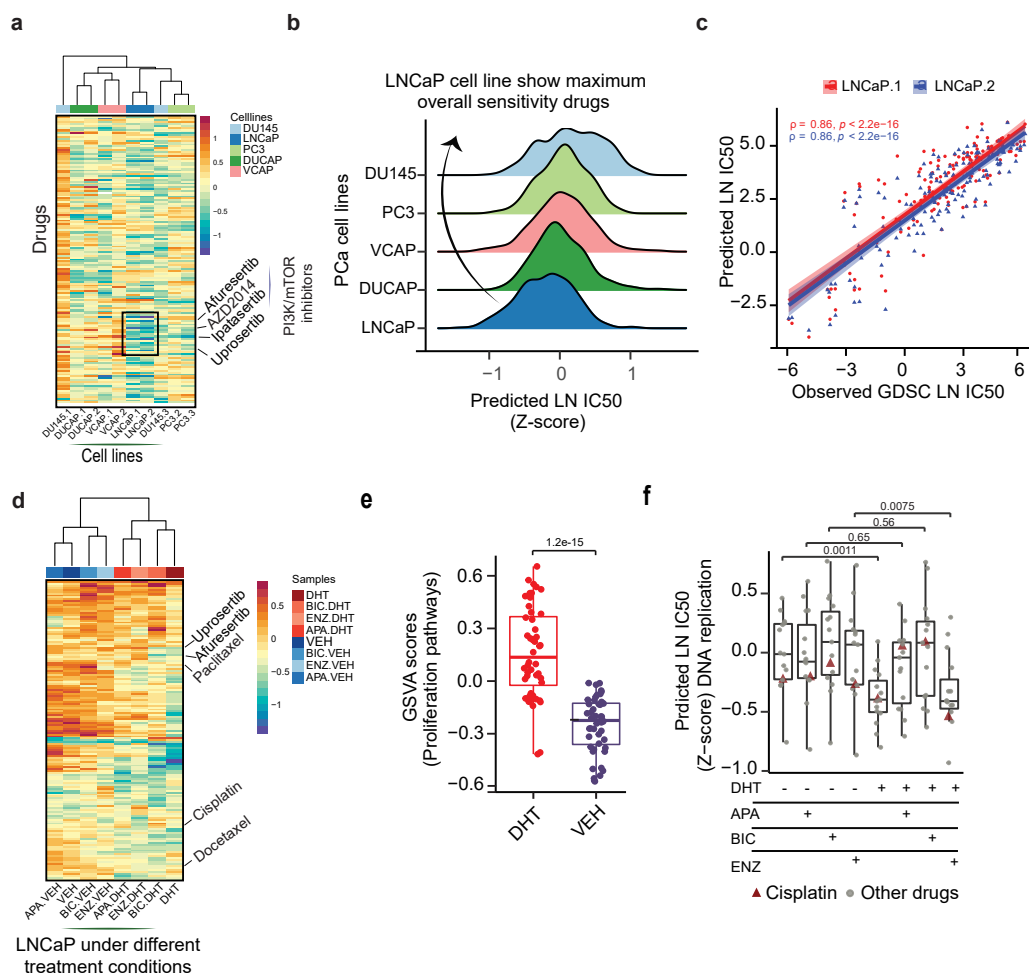 a
Drugs
1
0.5
0
−0.5
−1
Celllines
DU145
LNCaP
PC3
DUCAP
VCAP
Afuresertib
AZD2014
Ipatasertib
Uprosertib
PI3K/mTOR
inhibitors
DU145.1
DUCAP.1
DUCAP.2
VCAP.1
VCAP.2
LNCaP.1
LNCaP.2
DU145.3
PC3.2
PC3.3
Cell lines
b
LNCaP cell line show maximum
overall sensitivity drugs
PCa cell lines
DU145
PC3
VCAP
DUCAP
LNCaP
−1 0 1
Predicted LN IC50
(Z-score)
c
LNCaP.1 LNCaP.2
ρ = 0.86, p < 2.2e−16
ρ = 0.86, p < 2.2e−16
Predicted LN IC50
5.0
2.5
0.0
−2.5
−6 −3 0 3 6
Observed GDSC LN IC50
d
0.5
0
−0.5
−1
Samples
DHT
BIC.DHT
ENZ.DHT
APA.DHT
VEH
BIC.VEH
ENZ.VEH
APA.VEH
Uprosertib
Afuresertib
Paclitaxel
Cisplatin
Docetaxel
APA.VEH
VEH
BIC.VEH
ENZ.VEH
APA.DHT
ENZ.DHT
BIC.DHT
DHT
LNCaP under different
treatment conditions
e
GSVA scores
(Proliferation pathways)
1.2e-15
0.6
0.3
0.0
−0.3
−0.6
DHT
VEH
f
Prdicted LN IC50
(Z−score) DNA replication
0.0075
0.56
0.65
0.0011
0.5
0.0
−0.5
−1.0
DHT - - - - + + + +
APA + +
BIC + +
ENZ + +
Cisplatin Other drugs